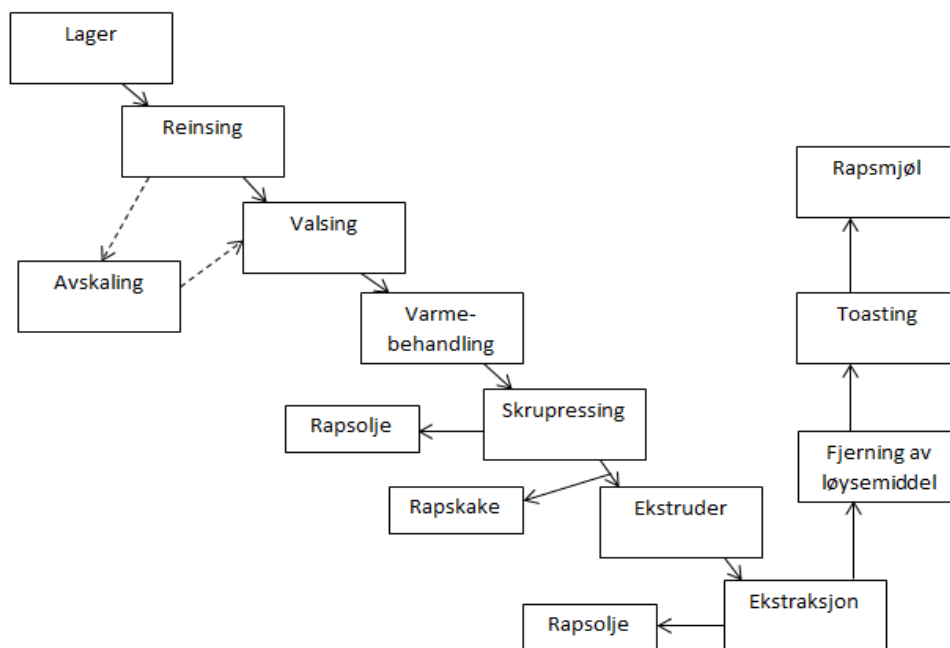 Lager
Reinsing
Rapsmjøl
Valsing
Avskaling
Varme-
behandling
Toasting
Skrupressing
Rapsolje
Fjerning av
løysemiddel
Rapskake
Ekstruder
Ekstraksjon
Rapsolje